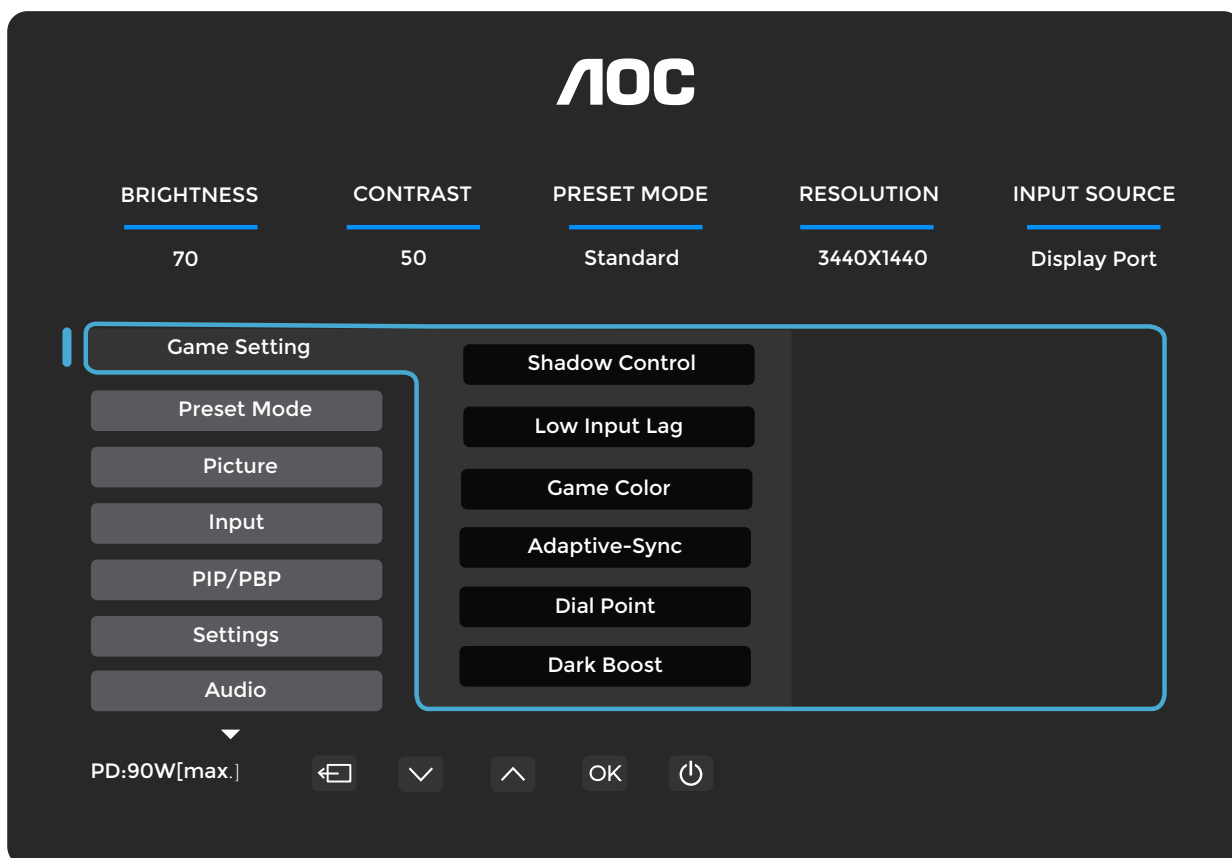 AOC
BRIGHTNESS CONTRAST PRESET MODE RESOLUTION INPUT SOURCE
70 50 Standard 3440X1440 Display Port
Game Setting
Preset Mode
Picture
Input
PIP/PBP
Settings
Audio
Shadow Control
Low Input Lag
Game Color
Adaptive-Sync
Dial Point
Dark Boost
PD:90W[max.]
OK